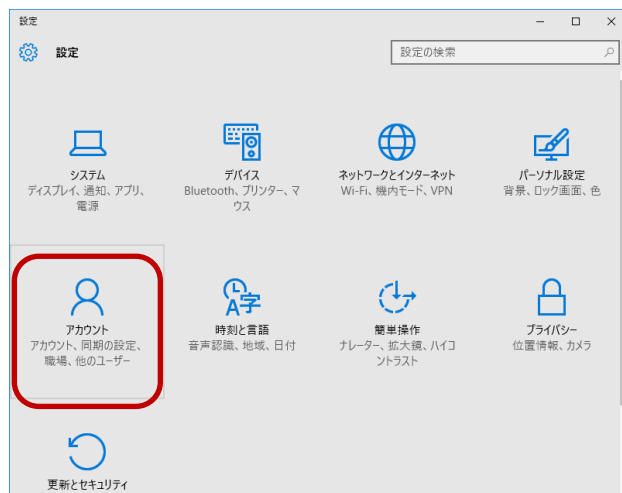 設定
設定
設定の検索
システム
ディスプレイ、通知、アプリ、
電源
デバイス
Bluetooth、プリンター、マ
ウス
ネットワークとインターネット
Wi-Fi、機内モード、VPN
パーソナル設定
背景、ロック画面、色
アカウント
アカウント、同期の設定、
職場、他のユーザー
時刻と言語
音声認識、地域、日付
簡単操作
ナレーター、拡大鏡、ハイコ
ントラスト
プライバシー
位置情報、カメラ
更新とセキュリティ